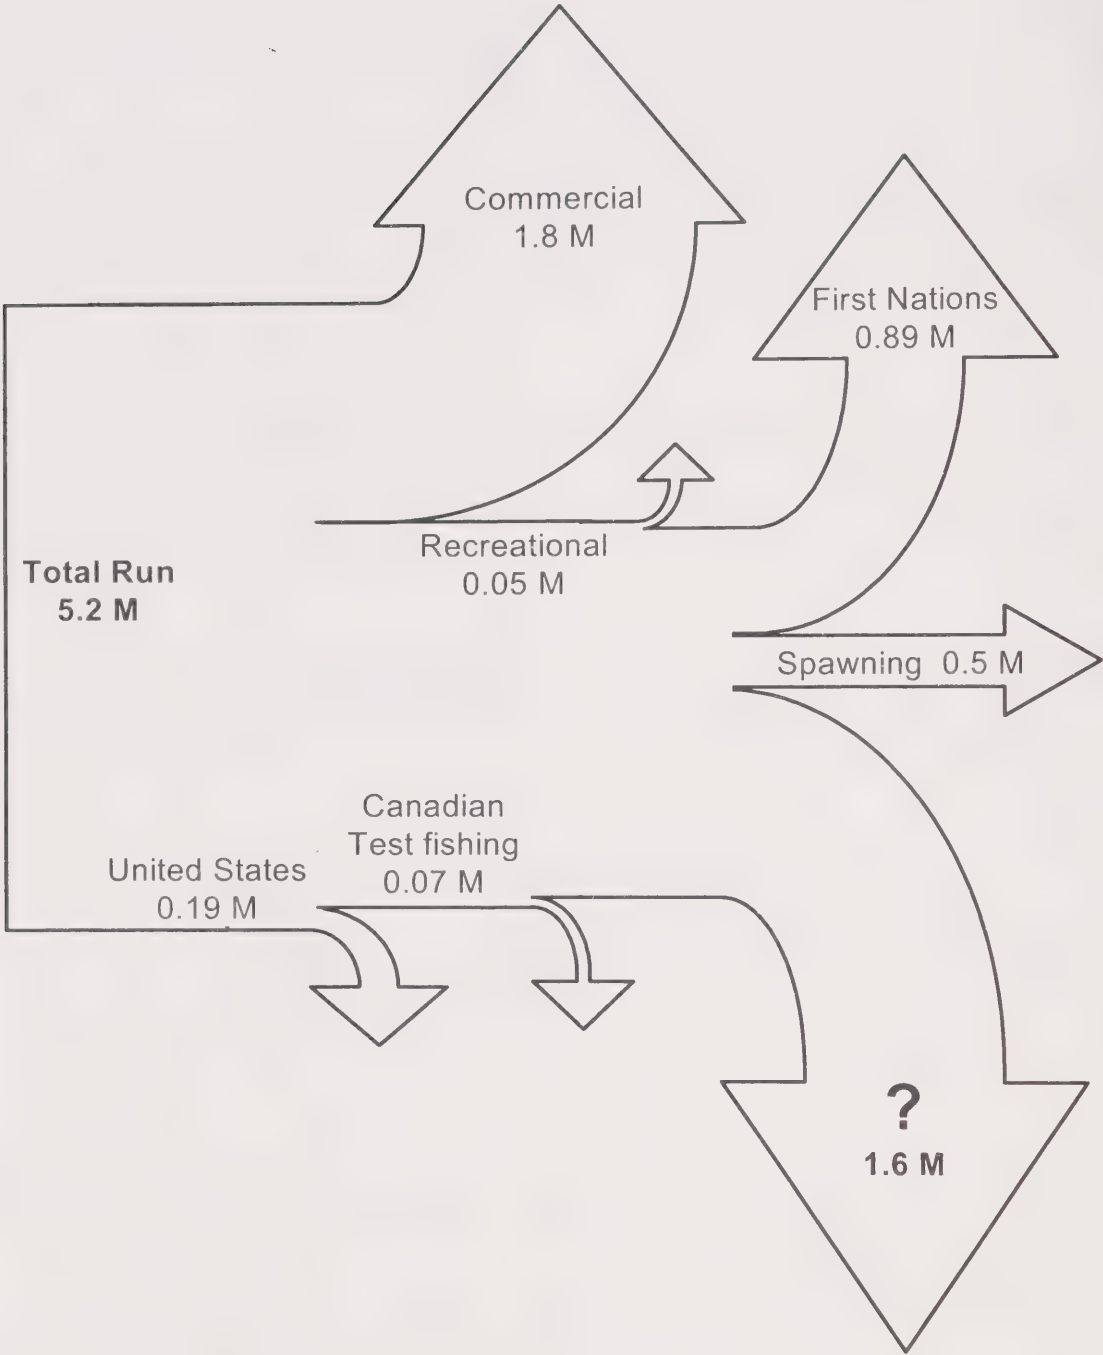 Commercial
1.8 M
First Nations
0.89 M
Recreational
0.05 M
Total Run
5.2 M
Spawning 0.5 M
Canadian
Test fishing
0.07 M
United States
0.19 M
?
1.6 M